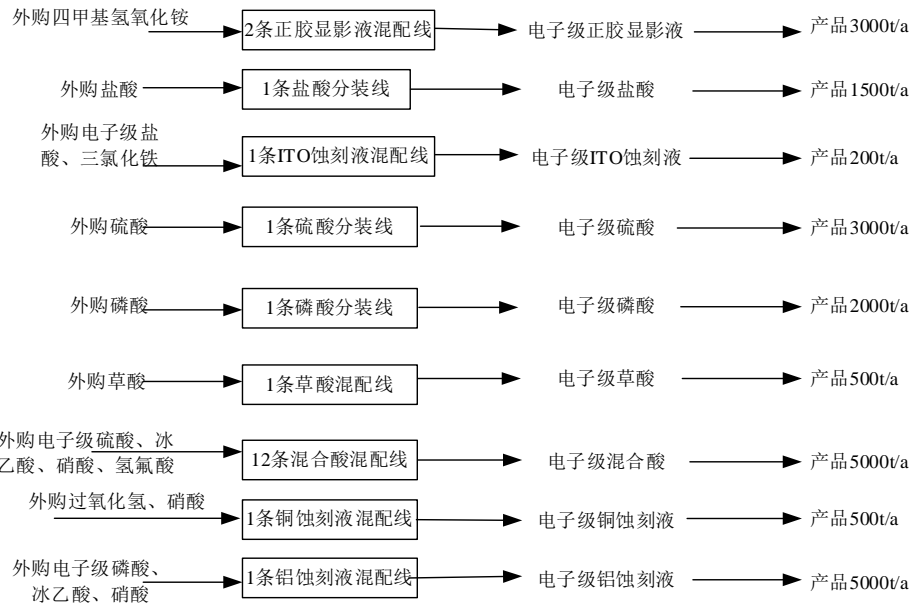 外购四甲基氢氧化铵
2条正胶显影液混配线
电子级正胶显影液
产品3000t/a
外购盐酸
1条盐酸分装线
电子级盐酸
产品1500t/a
外购电子级盐
酸、三氯化铁
1条ITO蚀刻液混配线
电子级ITO蚀刻液
产品200t/a
外购硫酸
1条硫酸分装线
电子级硫酸
产品3000t/a
外购磷酸
1条磷酸分装线
电子级磷酸
产品2000t/a
外购草酸
1条草酸混配线
电子级草酸
产品500t/a
外购电子级硫酸、冰
乙酸、硝酸、氢氟酸
12条混合酸混配线
电子级混合酸
产品5000t/a
外购过氧化氢、硝酸
1条铜蚀刻液混配线
电子级铜蚀刻液
产品500t/a
外购电子级磷酸、
冰乙酸、硝酸
1条铝蚀刻液混配线
电子级铝蚀刻液
产品5000t/a